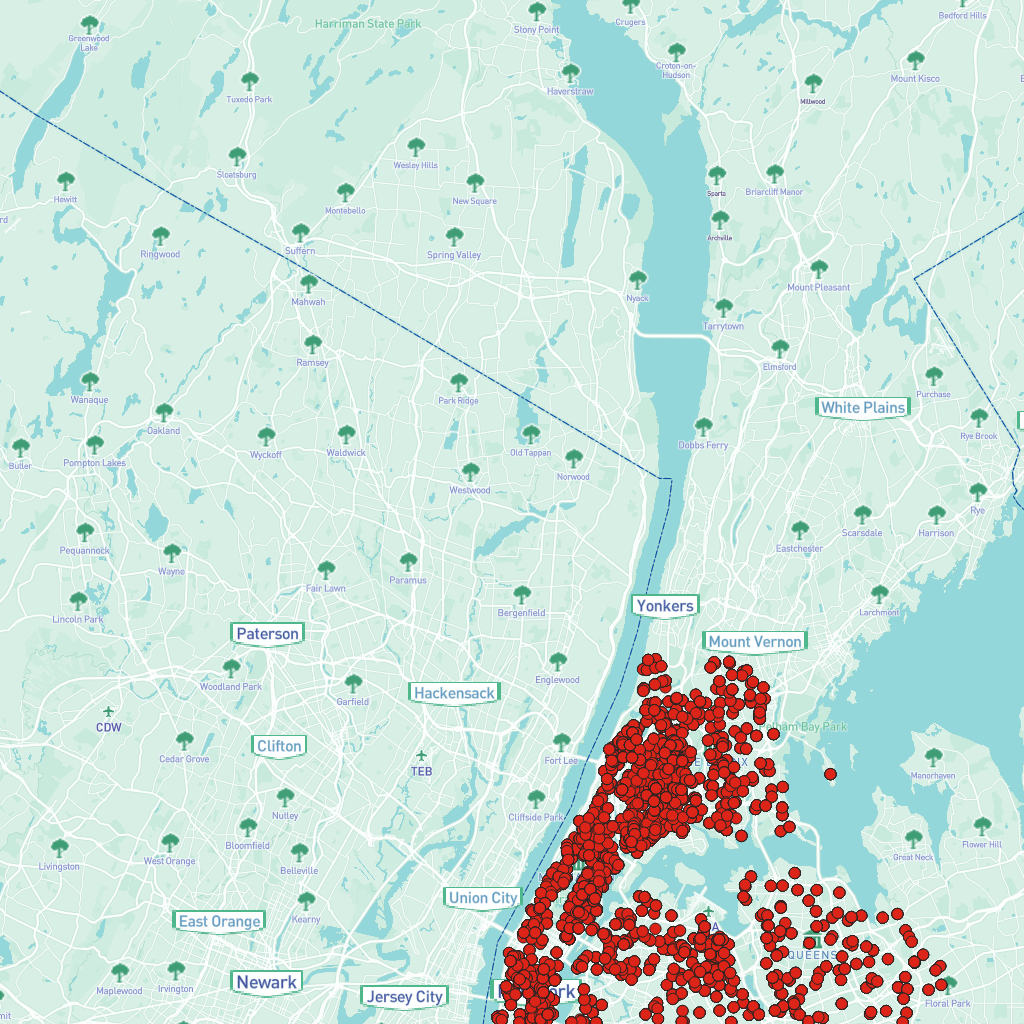 Harriman State Park
Bedford Hills
Crugers
Stony Point
Greenwood
Lake
Croton-on-
Hudson
Mount Kisco
Haverstraw
Tuxedo Park
Millwood
Wesley Hills
Sloatsburg
Sparta
Briarcliff Manor
Hewitt
New Square
Montebello
Archville
Ringwood
Suffern
Spring Valley
Mount Pleasant
Nyack
Mahwah
Tarrytown
Ramsey
Elmsford
Park Ridge
Purchase
Wanaque
White Plains
Oakland
Dobbs Ferry
Rye Brook
Wyckoff
Waldwick
Old Tappan
Butler
Pompton Lakes
Norwood
Westwood
Rye
Scarsdale
Harrison
Eastchester
Pequannock
Wayne
Paramus
Fair Lawn
Yonkers
Bergenfield
Larchmont
Lincoln Park
Paterson
Mount Vernon
Englewood
Woodland Park
Hackensack
Garfield
CDW
Pelham Bay Park
Clifton
Cedar Grove
Fort Lee
TEB
Manorhaven
Cliffside Park
Nutley
Bloomfield
West Orange
Great Neck
Flower Hill
Livingston
Belleville
Union City
Kearny
East Orange
QUEENS
Maplewood
Irvington
Newark
Jersey City
Floral Park